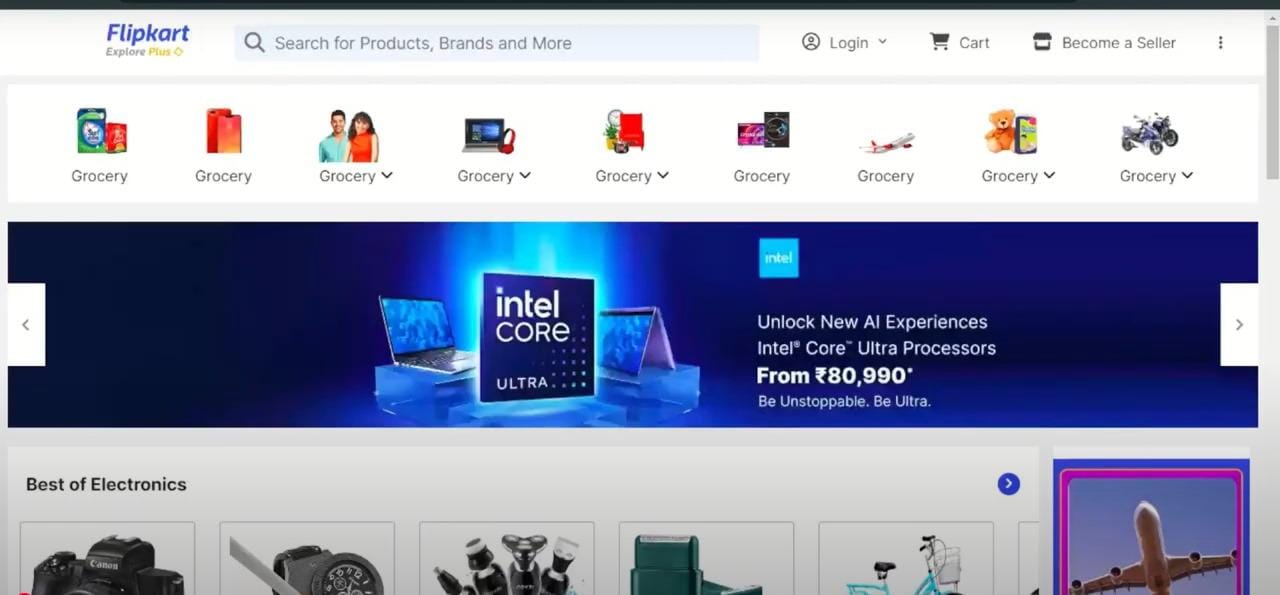 Flipkart
Explore Plus
Search for Products, Brands and More
Login
Cart
Become a Seller
Grocery
Grocery
Grocery
Grocery
Grocery
Grocery
Grocery
Grocery
Grocery
intel
CORE
ULTRA
intel
Unlock New AI Experiences
Intel® Core™ Ultra Processors
From ₹80,990*
Be Unstoppable. Be Ultra.
Best of Electronics
Canon